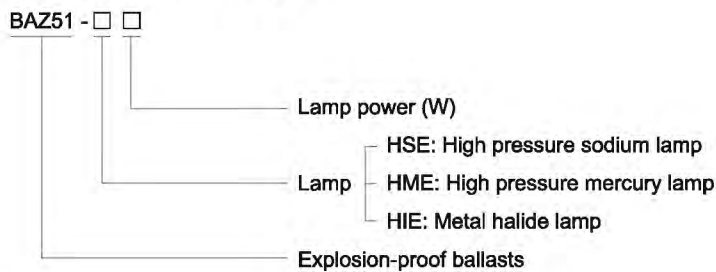 BAZ51 - □ □
Lamp power (W)
HSE: High pressure sodium lamp
Lamp
HME: High pressure mercury lamp
HIE: Metal halide lamp
Explosion-proof ballasts